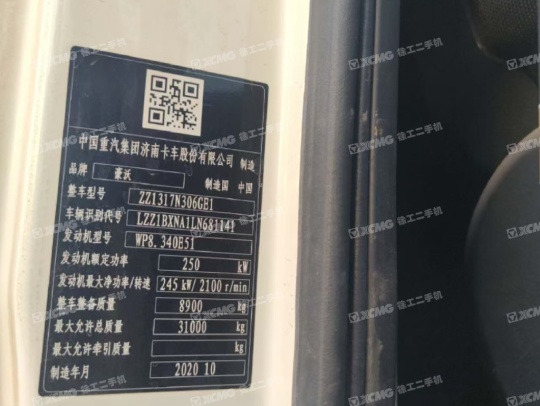 中国重汽集团济南卡车股份有限公司 制造
品牌 豪沃 制造国 中国
整车型号 ZZ1317N306GE1
车辆识别代号 LZZ1BXNA1LN681141
发动机型号 WP8.340E51
发动机额定功率 250 kW
发动机最大净功率/转速 245 kW/ 2100 r/min
整车整备质量 8900 kg
最大允许总质量 31000 kg
最大允许牵引质量 kg
制造年月 2020 10
XCMG 徐工二手机